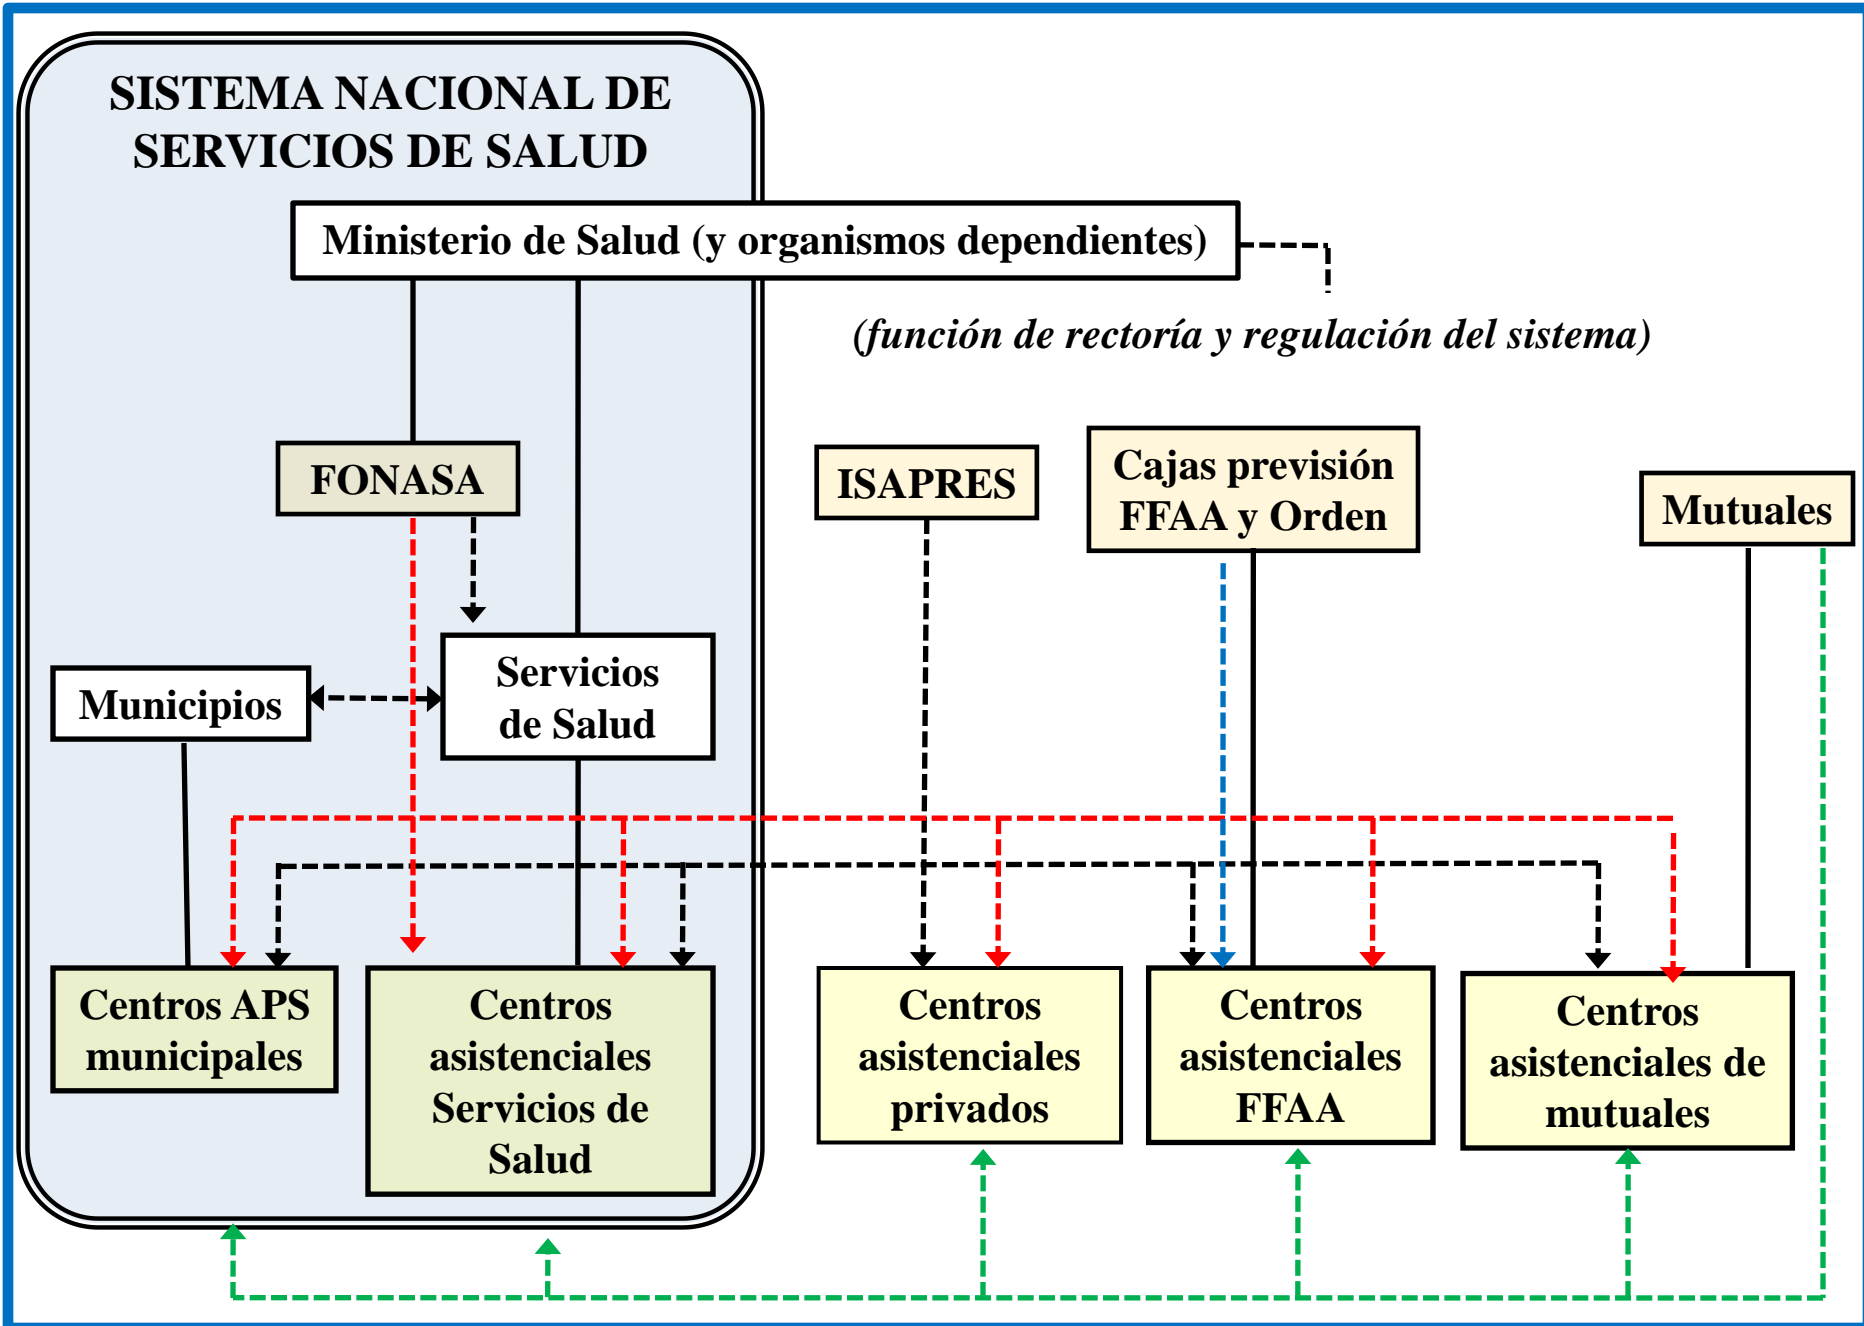 SISTEMA NACIONAL DE
SERVICIOS DE SALUD
Ministerio de Salud (y organismos dependientes)
(función de rectoría y regulación del sistema)
FONASA
ISAPRES
Cajas previsión
FFAA y Orden
Mutuales
Municipios
Servicios
de Salud
Centros APS
municipales
Centros
asistenciales
Servicios de
Salud
Centros
asistenciales
privados
Centros
asistenciales
FFAA
Centros
asistenciales de
mutuales